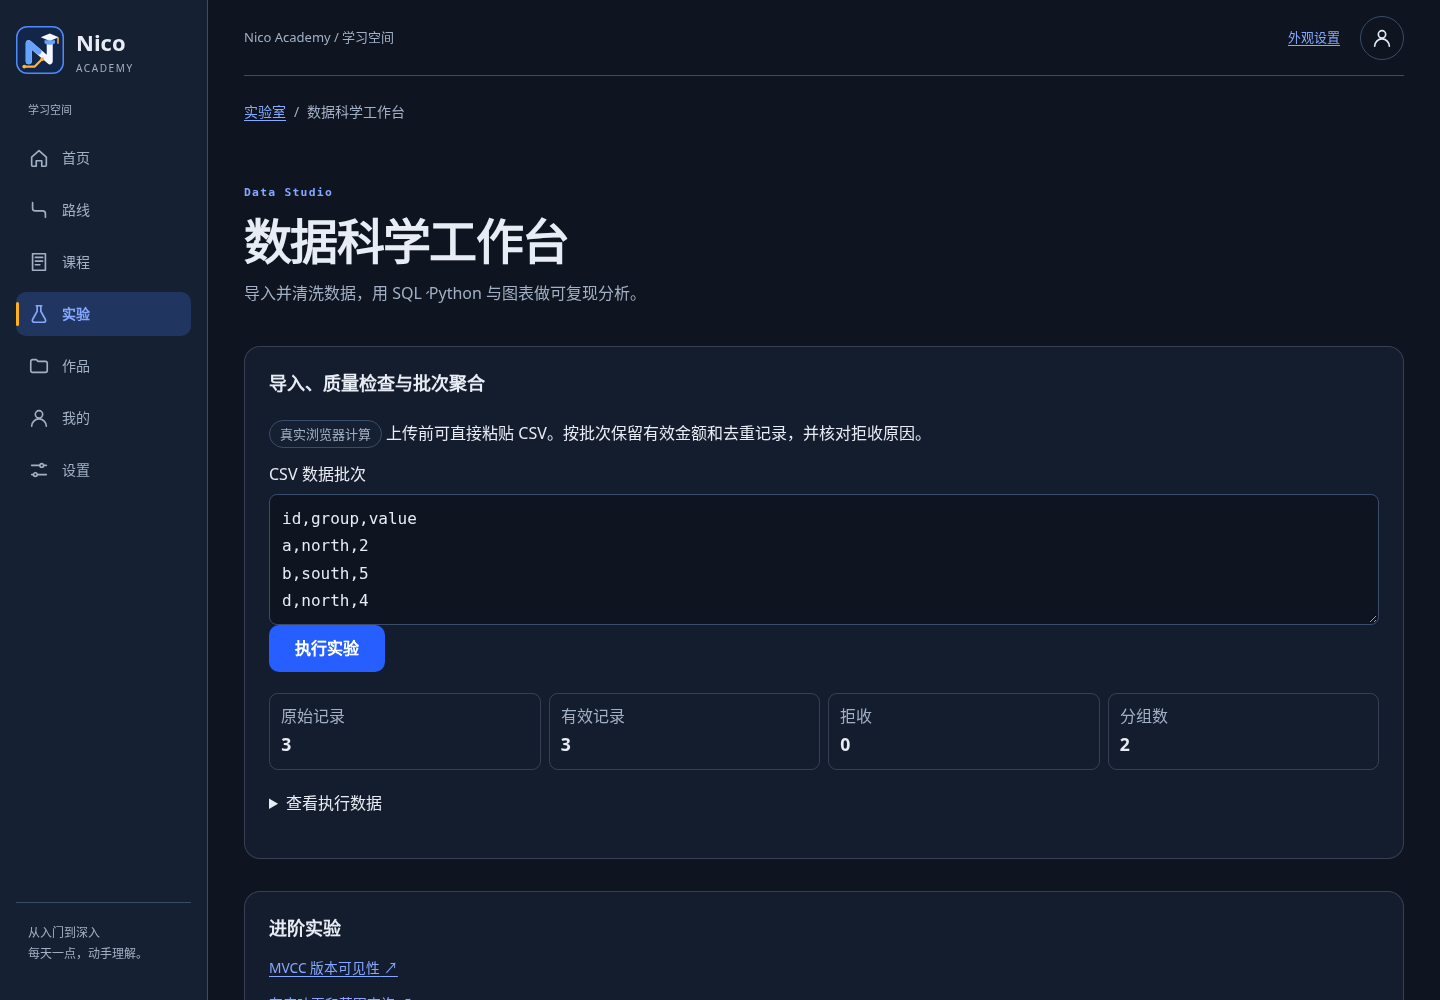 Nico
ACADEMY
学习空间
首页
路线
课程
实验
作品
我的
设置
从入门到深入
每天一点，动手理解。
Nico Academy / 学习空间
外观设置
实验室 / 数据科学工作台
Data Studio
数据科学工作台
导入并清洗数据，用 SQL、Python 与图表做可复现分析。
导入、质量检查与批次聚合
真实浏览器计算 上传前可直接粘贴 CSV。按批次保留有效金额和去重记录，并核对拒收原因。
CSV 数据批次
id,group,value
a,north,2
b,south,5
d,north,4
执行实验
原始记录
3
有效记录
3
拒收
0
分组数
2
查看执行数据
进阶实验
MVCC 版本可见性 ↗